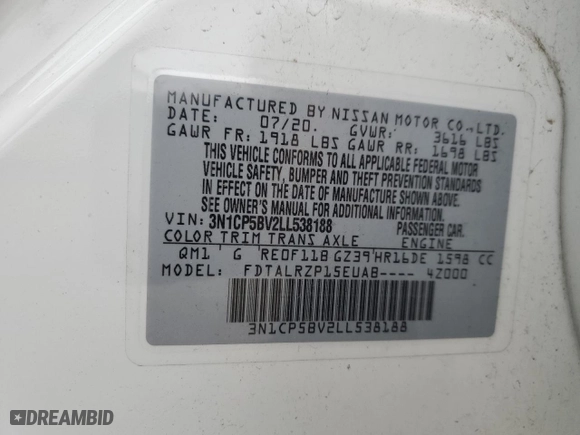 MANUFACTURED BY NISSAN MOTOR CO.,LTD.
DATE: 07/20. GVWR: 3616 LBS
GAWR FR: 1918 LBS GAWR RR: 1698 LBS
THIS VEHICLE CONFORMS TO ALL APPLICABLE FEDERAL MOTOR
VEHICLE SAFETY, BUMPER AND THEFT PREVENTION STANDARDS
IN EFFECT ON THE DATE OF MANUFACTURE SHOWN ABOVE.
SEE OWNER'S MANUAL FOR ADDITIONAL INFORMATION.
VIN: 3N1CP5BV2LL538188 PASSENGER CAR.
COLOR TRIM TRANS AXLE ENGINE
QM1 G RE0F11B GZ39 HR16DE 1598 CC
MODEL: FDTALRZP15EUAB---- 4Z000
3N1CP5BV2LL538188
DREAMBID